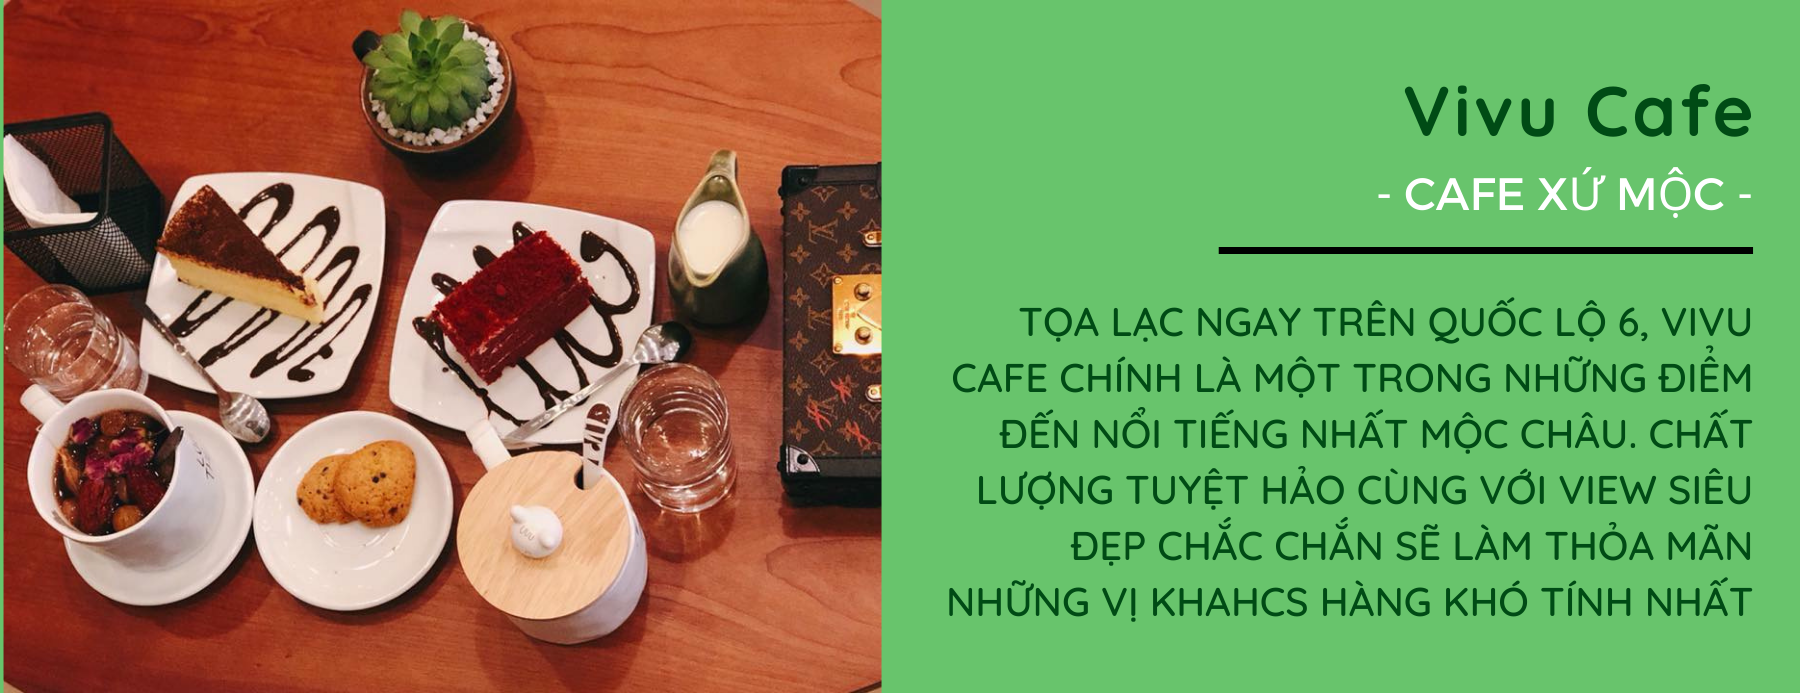 Vivu Cafe
- CAFE XỨ MỘC -
TỌA LẠC NGAY TRÊN QUỐC LỘ 6, VIVU
CAFE CHÍNH LÀ MỘT TRONG NHỮNG ĐIỂM
ĐẾN NỔI TIẾNG NHẤT MỘC CHÂU. CHẤT
LƯỢNG TUYỆT HẢO CÙNG VỚI VIEW SIÊU
ĐẸP CHẮC CHẮN SẼ LÀM THỎA MÃN
NHỮNG VỊ KHAHCS HÀNG KHÓ TÍNH NHẤT